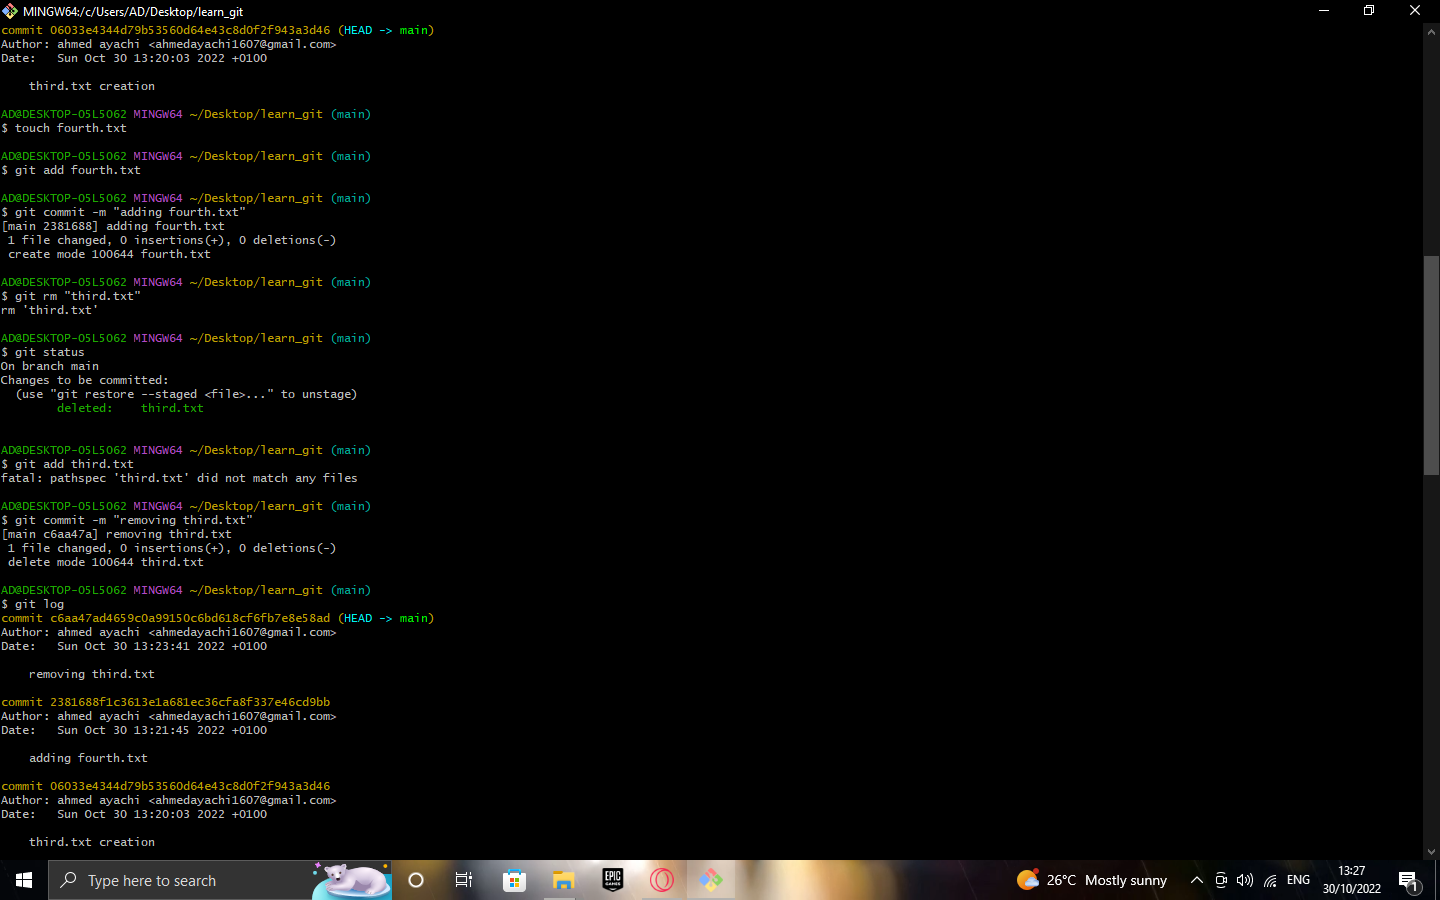 MINGW64:/c/Users/AD/Desktop/learn_git
commit 06033e4344d79b53560d64e43c8d0f2f943a3d46 (HEAD -> main)
Author: ahmed ayachi <ahmedayachi1607@gmail.com>
Date:   Sun Oct 30 13:20:03 2022 +0100
third.txt creation
AD@DESKTOP-O5L5O62 MINGW64 ~/Desktop/learn_git (main)
$ touch fourth.txt
AD@DESKTOP-O5L5O62 MINGW64 ~/Desktop/learn_git (main)
$ git add fourth.txt
AD@DESKTOP-O5L5O62 MINGW64 ~/Desktop/learn_git (main)
$ git commit -m "adding fourth.txt"
[main 2381688] adding fourth.txt
1 file changed, 0 insertions(+), 0 deletions(-)
create mode 100644 fourth.txt
AD@DESKTOP-O5L5O62 MINGW64 ~/Desktop/learn_git (main)
$ git rm "third.txt"
rm 'third.txt'
AD@DESKTOP-O5L5O62 MINGW64 ~/Desktop/learn_git (main)
$ git status
On branch main
Changes to be committed:
(use "git restore --staged <file>..." to unstage)
deleted:    third.txt
AD@DESKTOP-O5L5O62 MINGW64 ~/Desktop/learn_git (main)
$ git add third.txt
fatal: pathspec 'third.txt' did not match any files
AD@DESKTOP-O5L5O62 MINGW64 ~/Desktop/learn_git (main)
$ git commit -m "removing third.txt"
[main c6aa47a] removing third.txt
1 file changed, 0 insertions(+), 0 deletions(-)
delete mode 100644 third.txt
AD@DESKTOP-O5L5O62 MINGW64 ~/Desktop/learn_git (main)
$ git log
commit c6aa47ad4659c0a99150c6bd618cf6fb7e8e58ad (HEAD -> main)
Author: ahmed ayachi <ahmedayachi1607@gmail.com>
Date:   Sun Oct 30 13:23:41 2022 +0100
removing third.txt
commit 2381688f1c3613e1a681ec36cfa8f337e46cd9bb
Author: ahmed ayachi <ahmedayachi1607@gmail.com>
Date:   Sun Oct 30 13:21:45 2022 +0100
adding fourth.txt
commit 06033e4344d79b53560d64e43c8d0f2f943a3d46
Author: ahmed ayachi <ahmedayachi1607@gmail.com>
Date:   Sun Oct 30 13:20:03 2022 +0100
third.txt creation
Type here to search
EPIC
GAMES
26°C Mostly sunny
ENG
13:27
30/10/2022
1